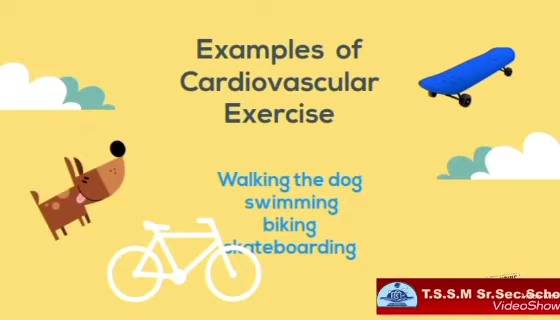 Examples of
Cardiovascular
Exercise
Walking the dog
swimming
biking
skateboarding
T.S.S.M Sr.Sec.Scho
VideoShow